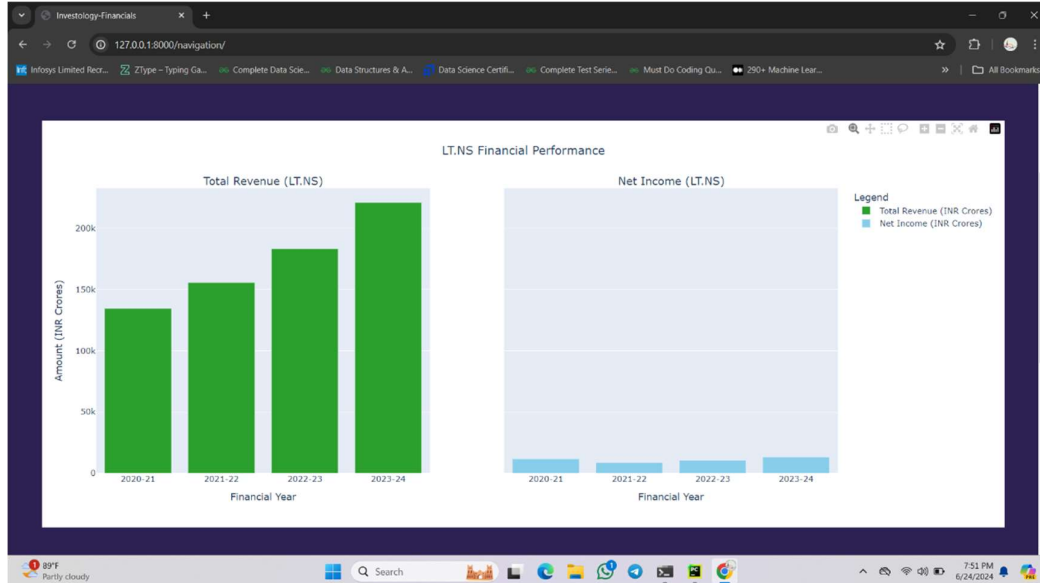 Investology-Financials
127.0.0.1:8000/navigation/
Infosys Limited Recr... ZType – Typing Ga... Complete Data Scie... Data Structures & A... Data Science Certifi... Complete Test Serie... Must Do Coding Qu... 290+ Machine Lear... » All Bookmarks
LT.NS Financial Performance
Total Revenue (LT.NS) Net Income (LT.NS)
Legend
Total Revenue (INR Crores)
Net Income (INR Crores)
Amount (INR Crores)
200k
150k
100k
50k
0
2020-21 2021-22 2022-23 2023-24 2020-21 2021-22 2022-23 2023-24
Financial Year Financial Year
89°F
Partly cloudy
Search
7:51 PM
6/24/2024